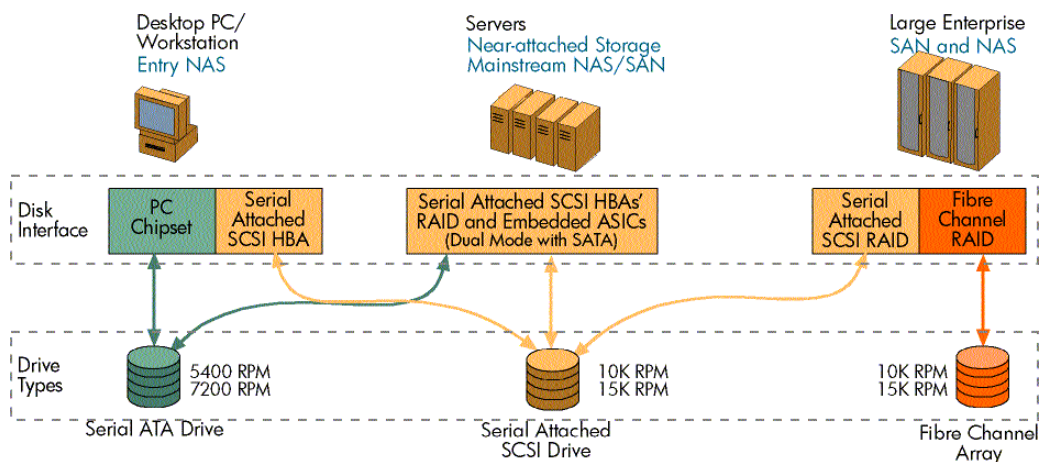 Desktop PC/
Workstation
Entry NAS
Servers
Near-attached Storage
Mainstream NAS/SAN
Large Enterprise
SAN and NAS
Disk
Interface
PC
Chipset
Serial
Attached
SCSI HBA
Serial Attached SCSI HBAs'
RAID and Embedded ASICs
(Dual Mode with SATA)
Serial
Attached
SCSI RAID
Fibre
Channel
RAID
Drive
Types
5400 RPM
7200 RPM
10K RPM
15K RPM
10K RPM
15K RPM
Serial ATA Drive
Serial Attached
SCSI Drive
Fibre Channel
Array